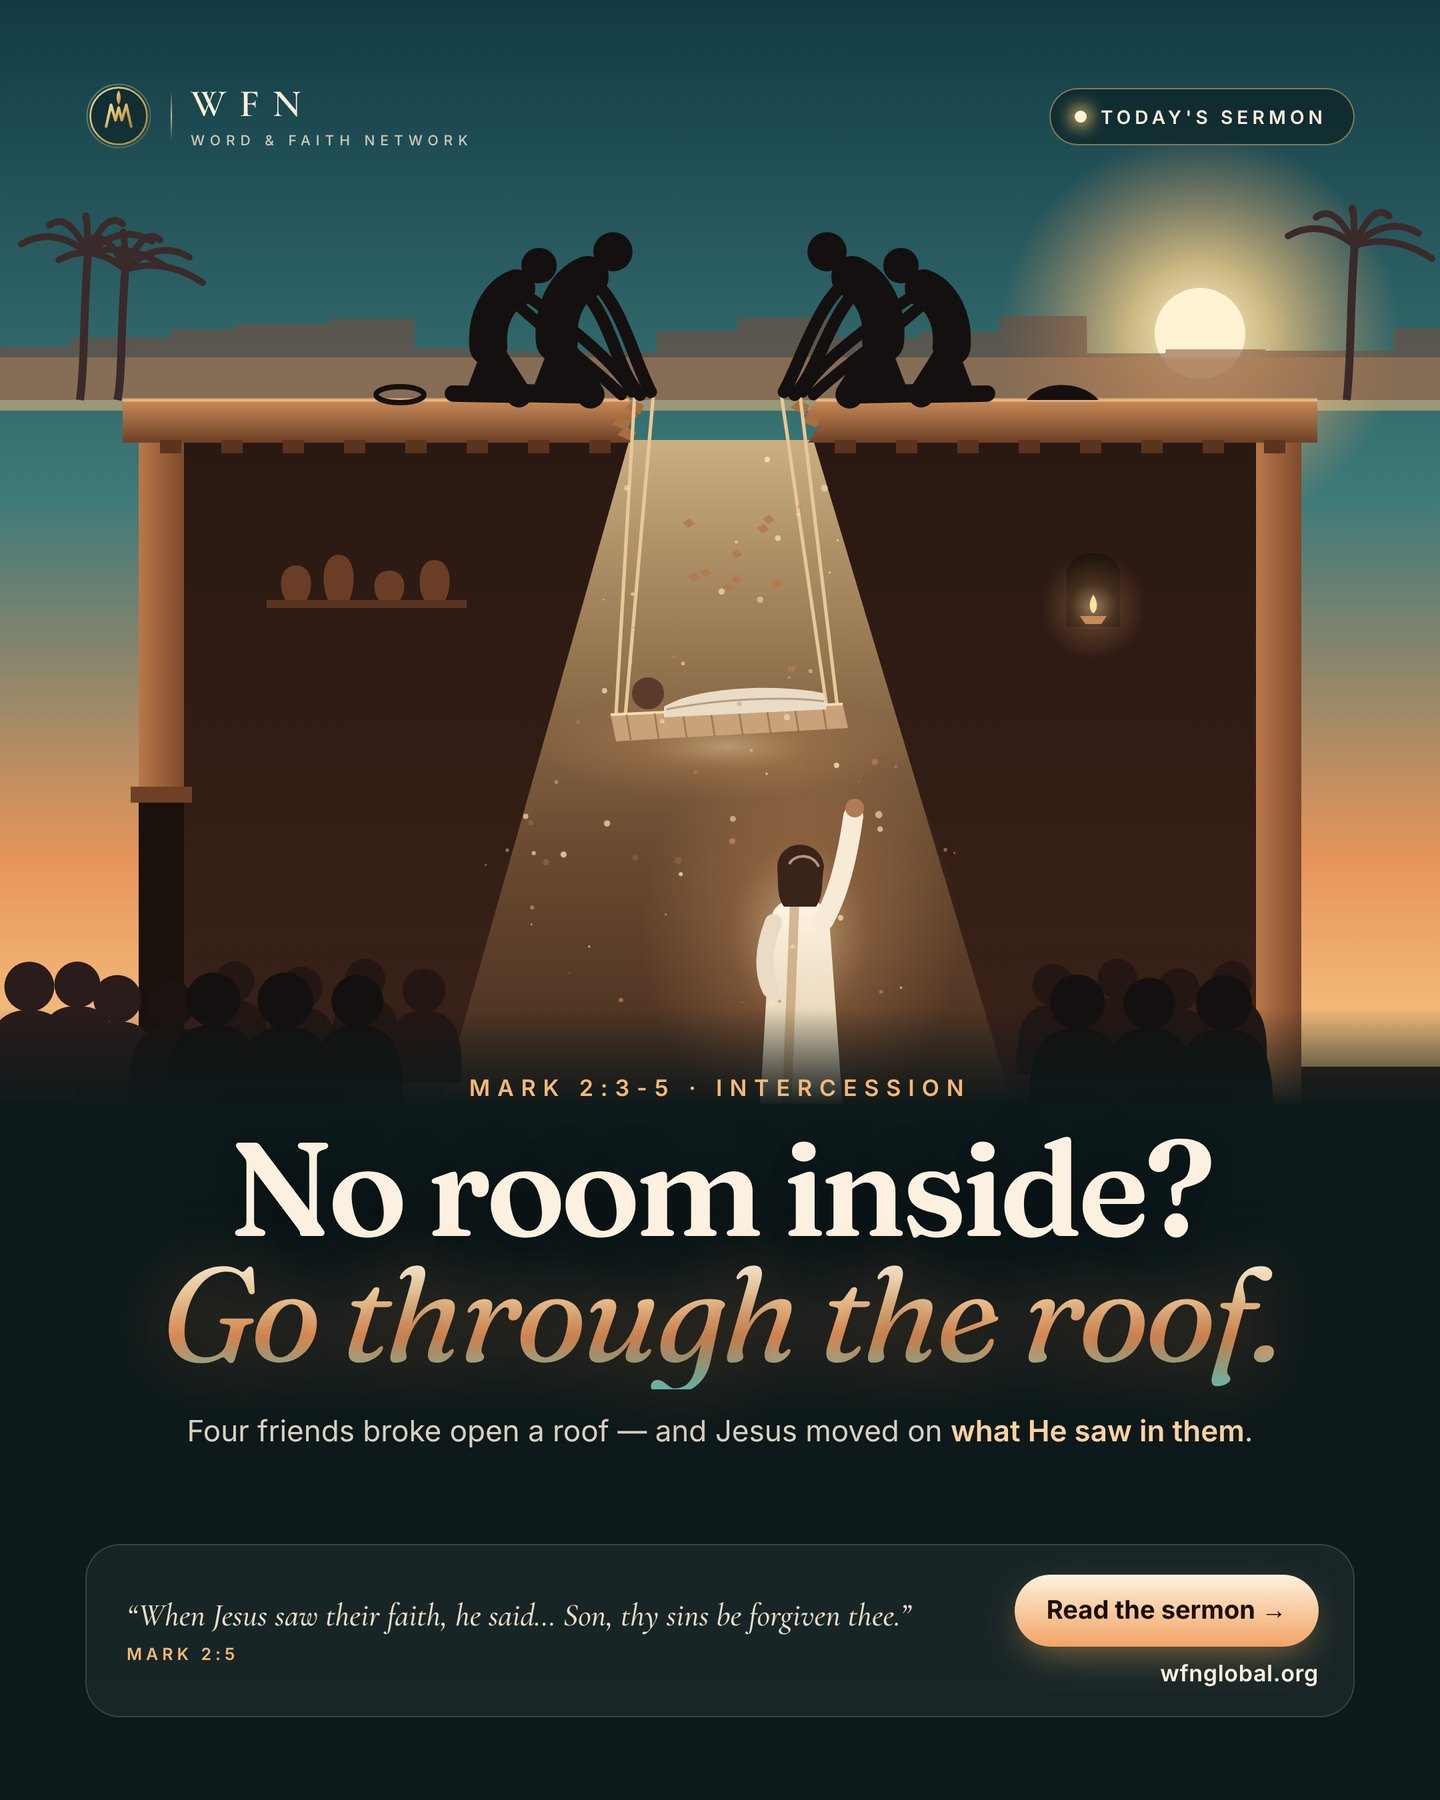 WFN
WORD & FAITH NETWORK
TODAY'S SERMON
MARK 2:3-5 · INTERCESSION
No room inside?
Go through the roof.
Four friends broke open a roof — and Jesus moved on what He saw in them.
“When Jesus saw their faith, he said... Son, thy sins be forgiven thee.”
MARK 2:5
Read the sermon →
wfnglobal.org